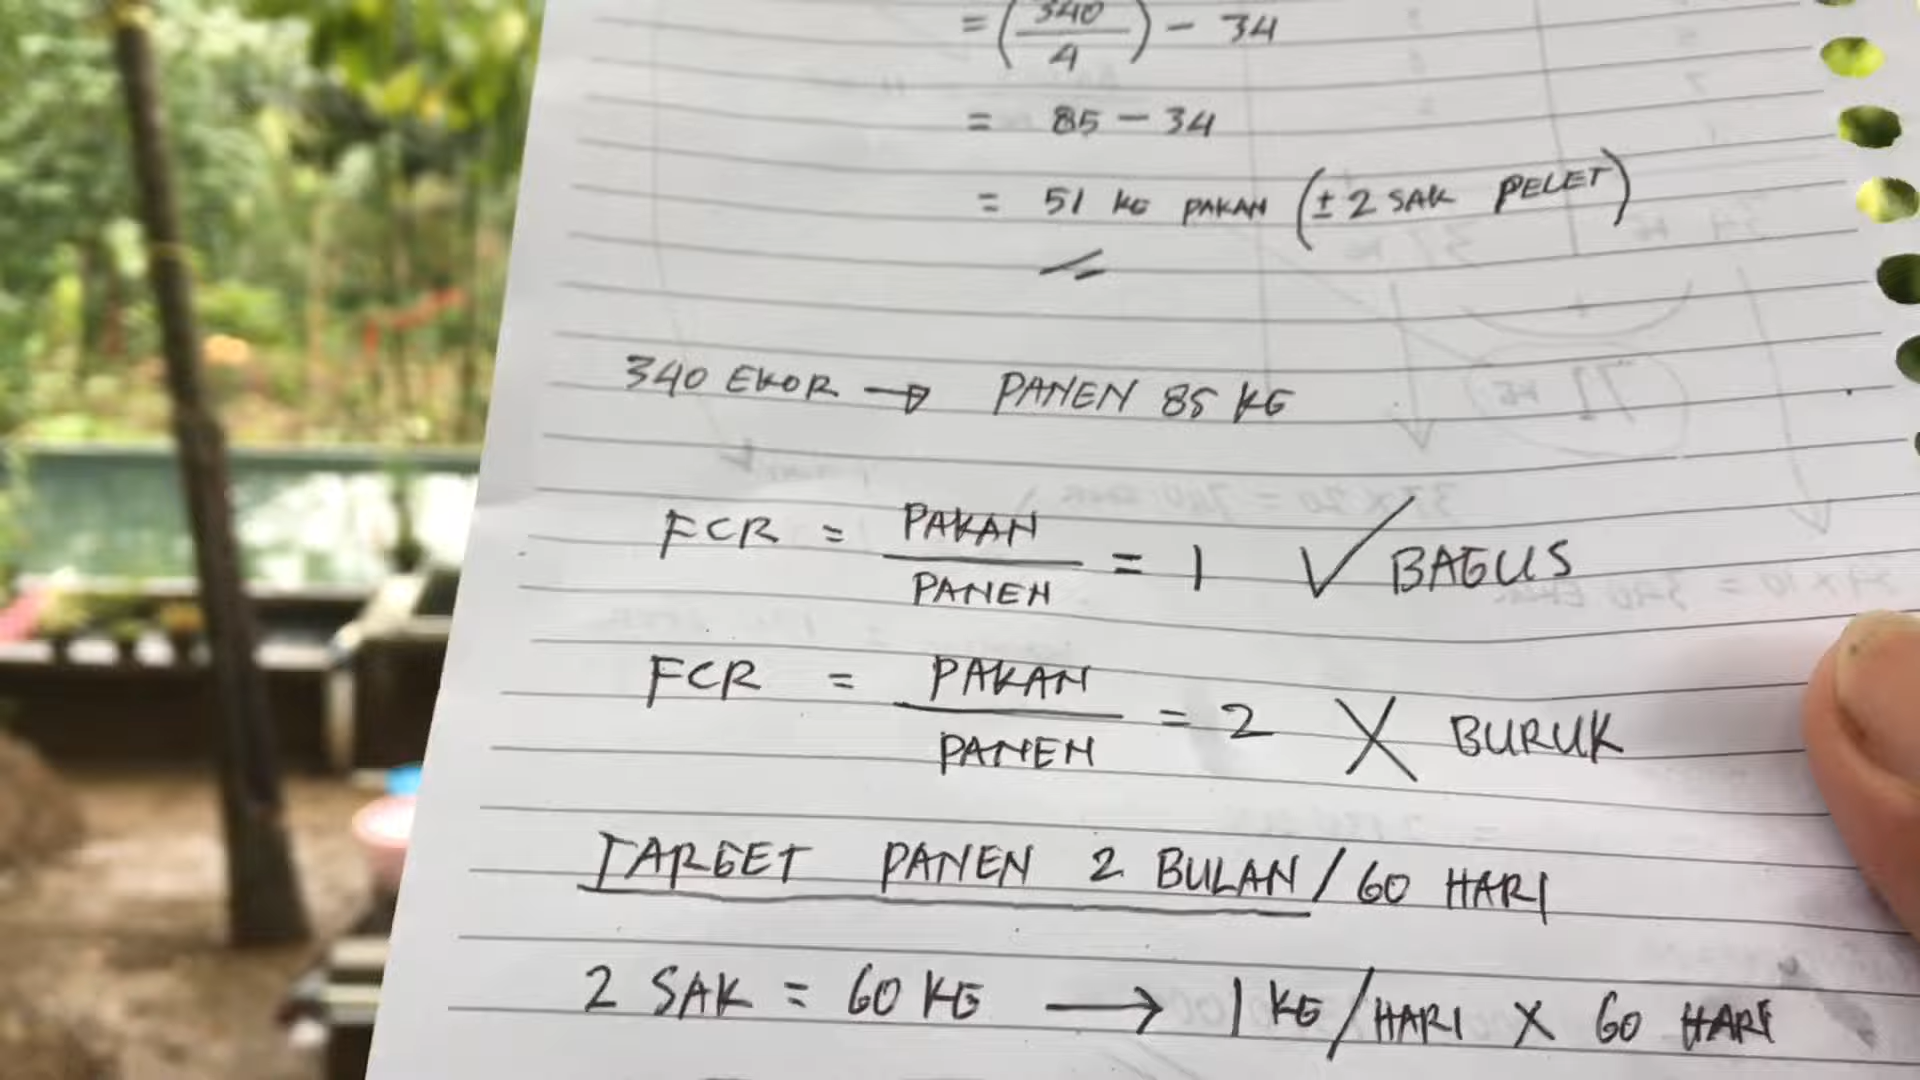 = (340/4) - 34
= 85 - 34
= 51 KG PAKAN (± 2 SAK PELET)
340 EKOR → PANEN 85 KG
FCR = PAKAN/PANEN = 1 ✓ BAGUS
FCR = PAKAN/PANEN = 2 X BURUK
TARGET PANEN 2 BULAN/60 HARI
2 SAK = 60 KG → 1 KG/HARI X 60 HARI